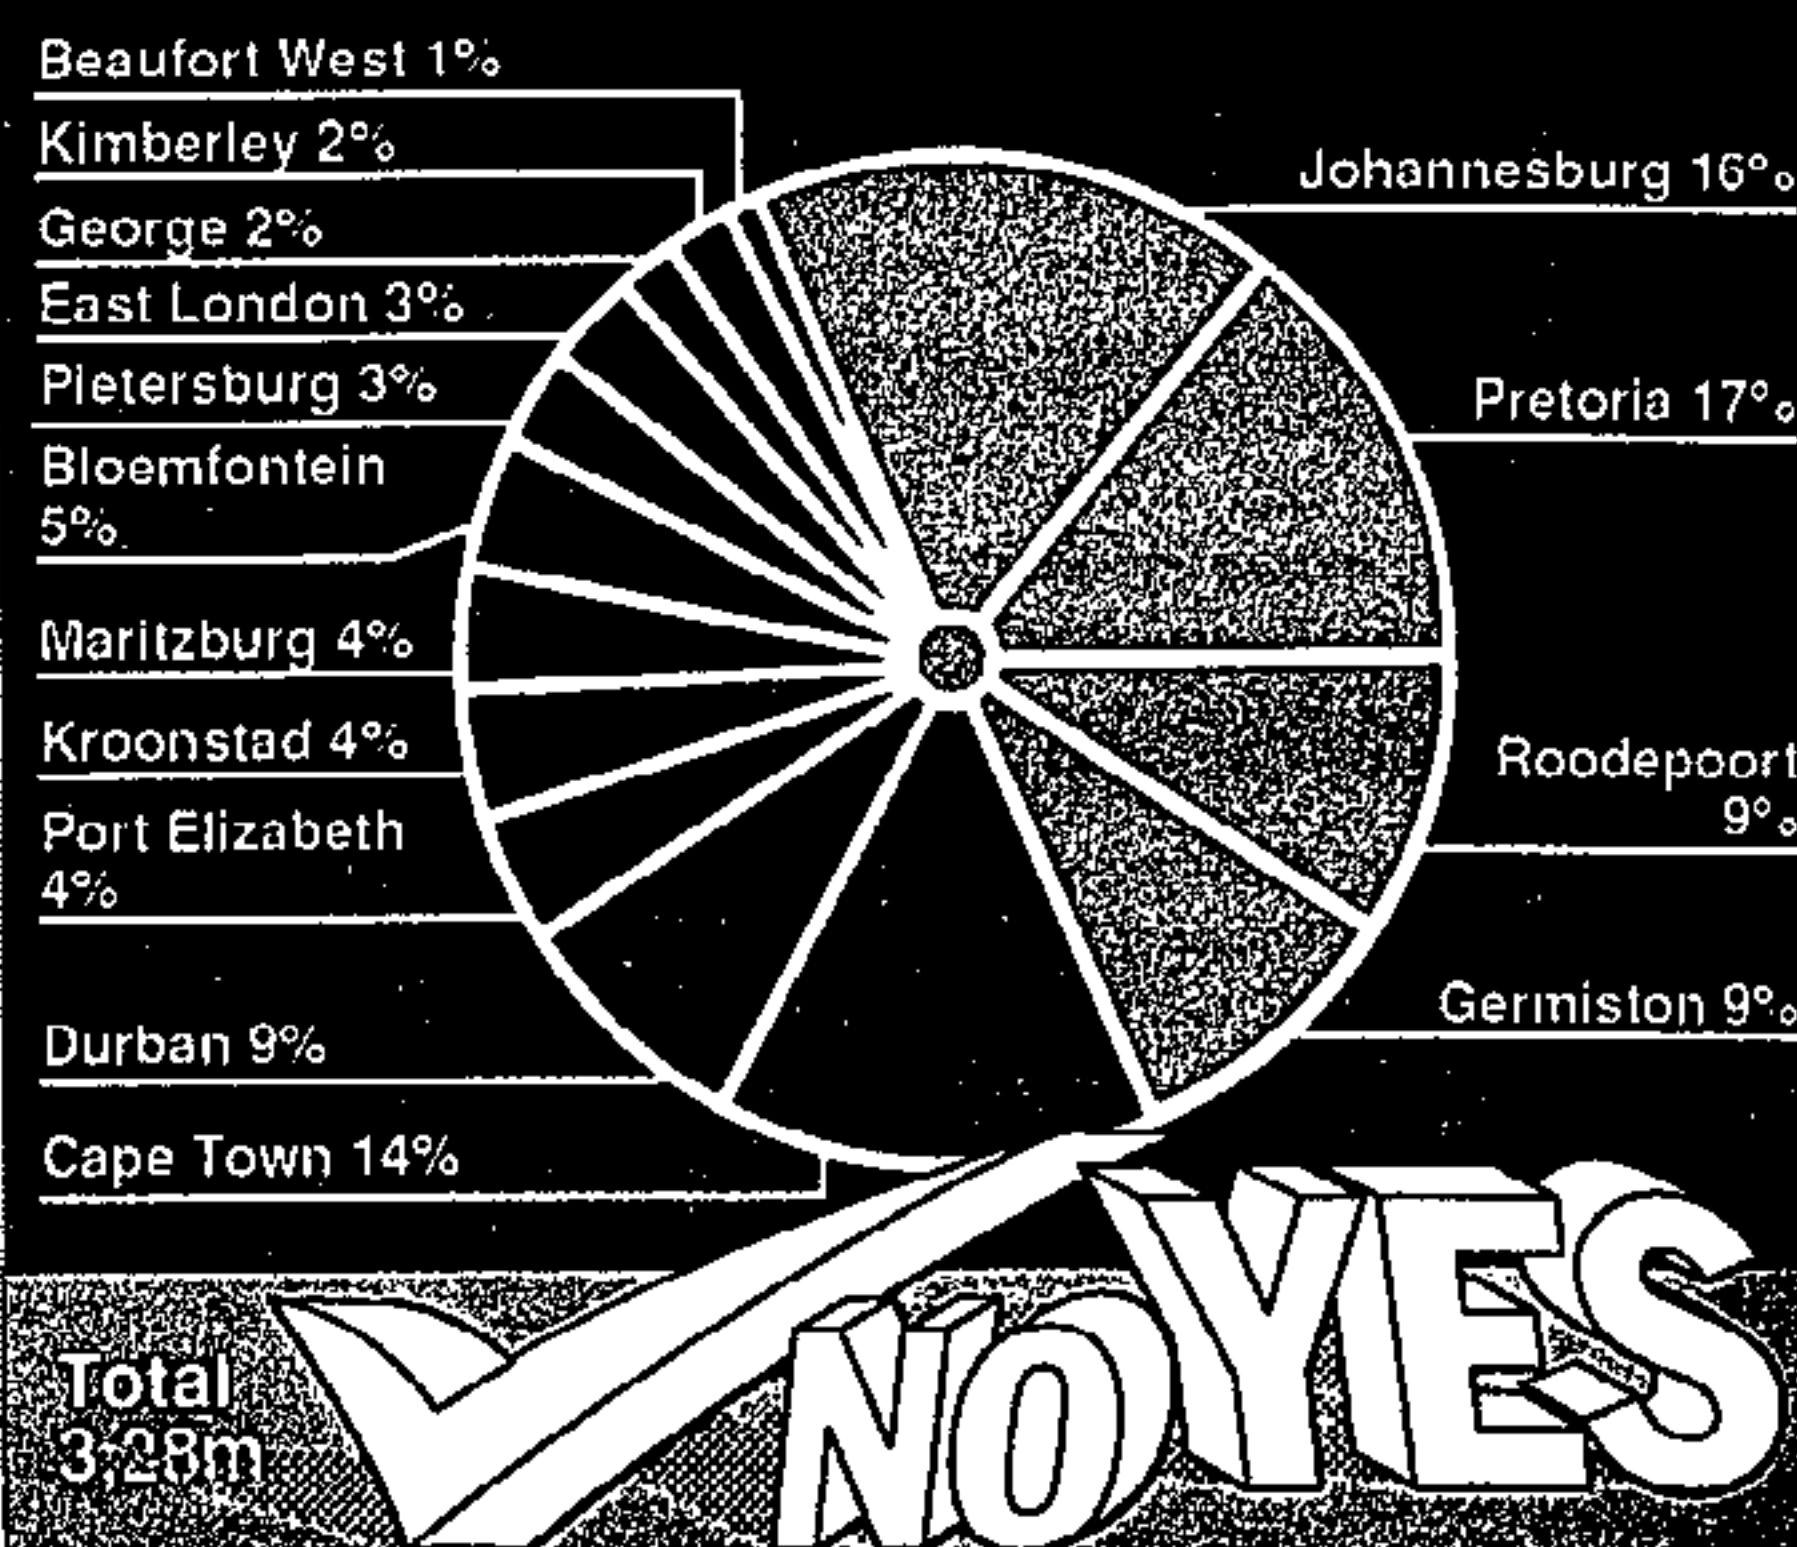 Beaufort West 1%
Kimberley 2%
George 2%
East London 3%
Pietersburg 3%
Bloemfontein
5%
Maritzburg 4%
Kroonstad 4%
Port Elizabeth
4%
Durban 9%
Cape Town 14%
Johannesburg 16%
Pretoria 17%
Roodepoort
9%
Germiston 9%
Total
3,28m
NO YES